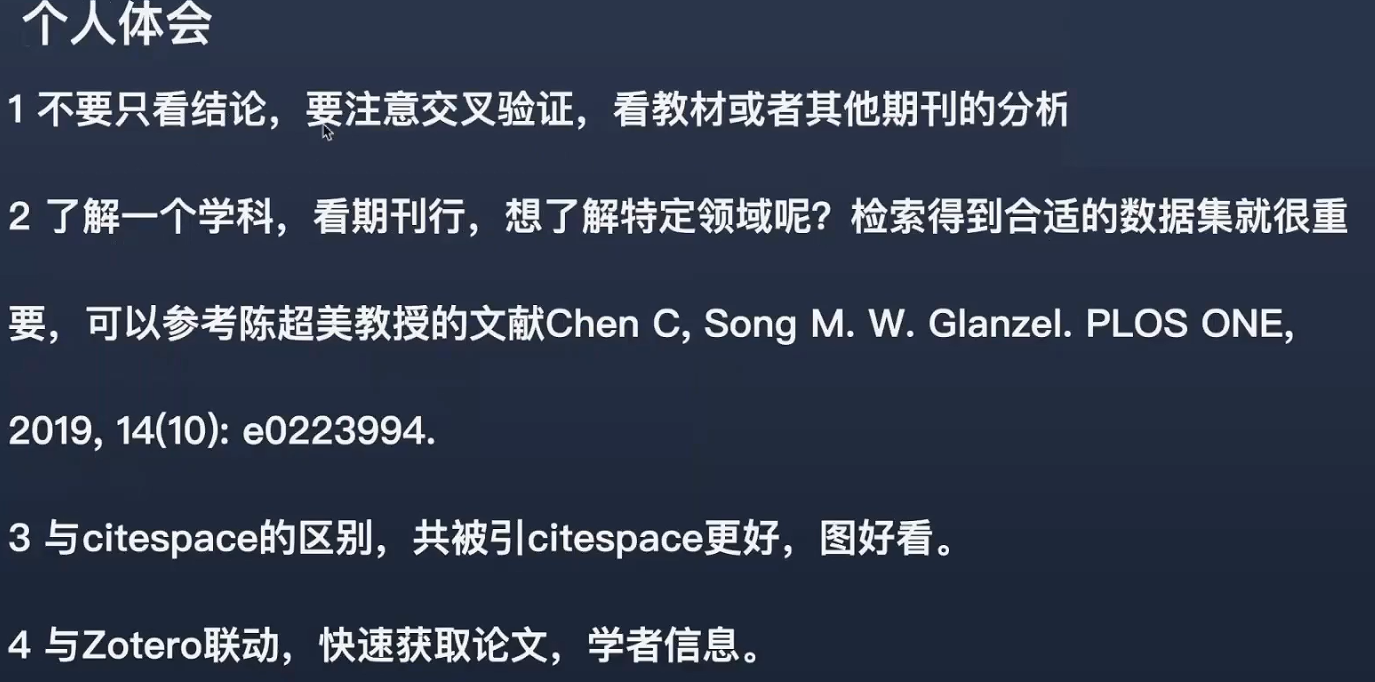 个人体会
1 不要只看结论，要注意交叉验证，看教材或者其他期刊的分析
2 了解一个学科，看期刊行，想了解特定领域呢？检索得到合适的数据集就很重
要，可以参考陈超美教授的文献Chen C, Song M. W. Glanzel. PLOS ONE,
2019, 14(10): e0223994.
3 与citespace的区别，共被引citespace更好，图好看。
4 与Zotero联动，快速获取论文，学者信息。